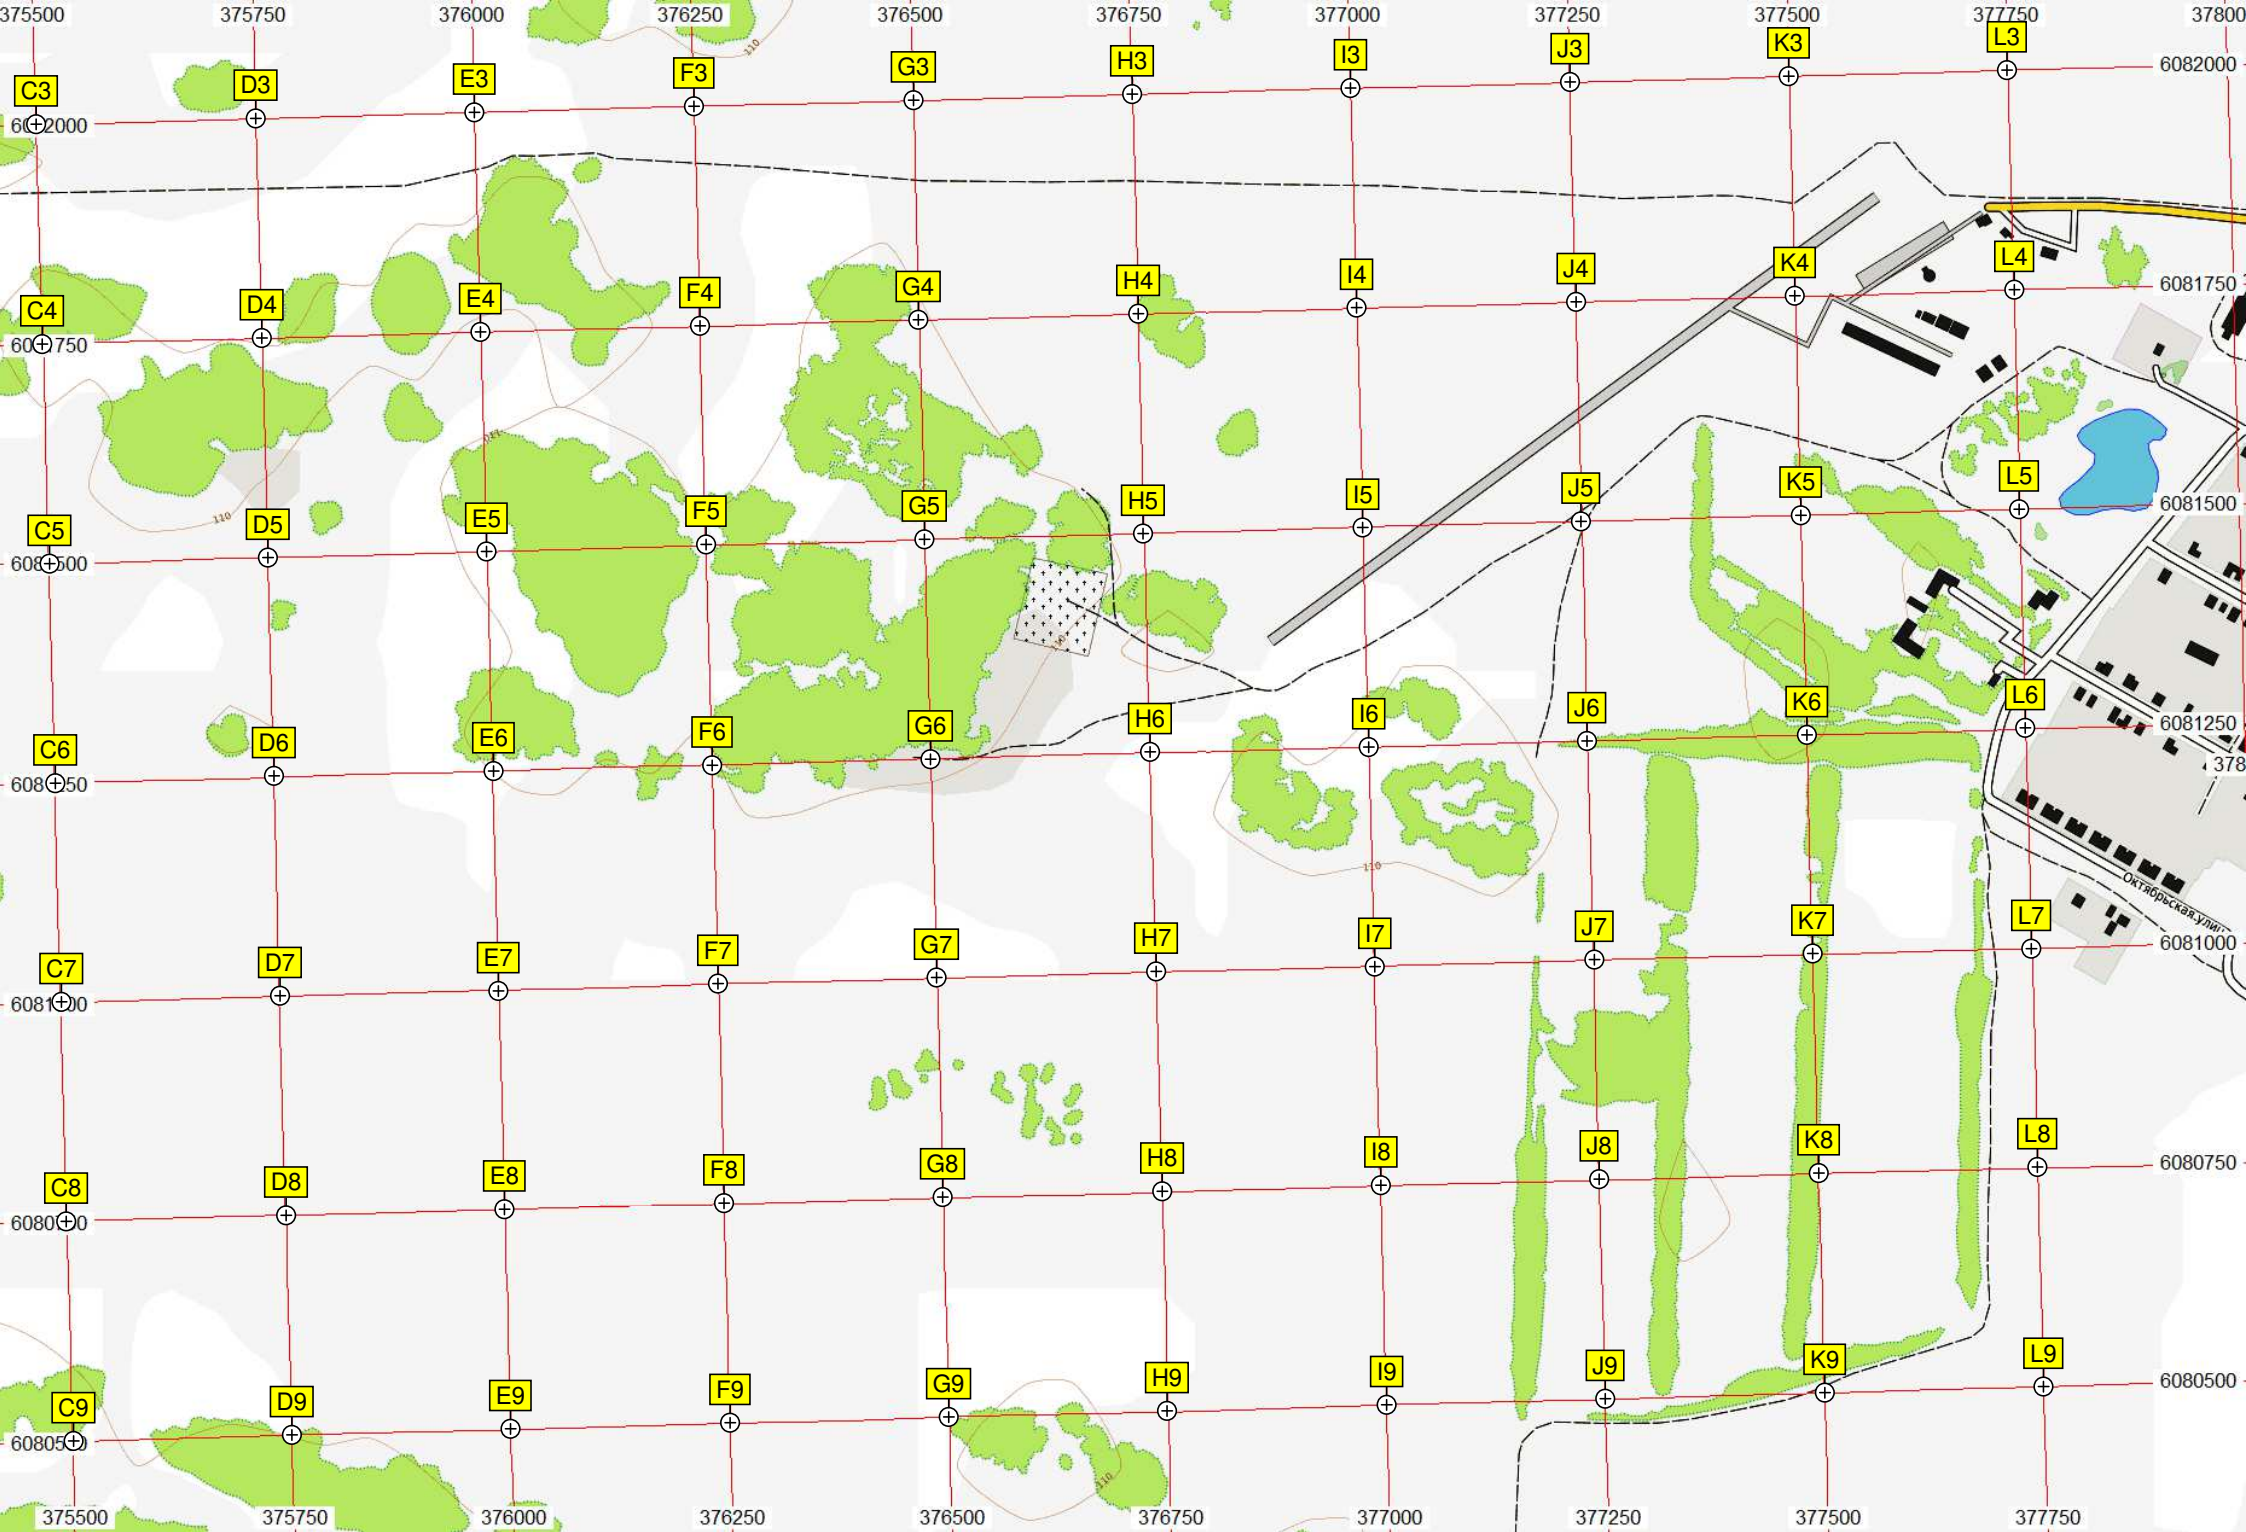 375500 375750 376000 376250 376500 376750 377000 377250 377500 377750
110
C3 D3 E3 F3 G3 H3 I3 J3 K3 L3
6082000
C4 D4 E4 F4 G4 H4 I4 J4 K4 L4
6081750
110
C5 D5 E5 F5 G5 H5 I5 J5 K5 L5
6081500
C6 D6 E6 F6 G6 H6 I6 J6 K6 L6
6081250
378
110
Октябрьская улица
C7 D7 E7 F7 G7 H7 I7 J7 K7 L7
6081000
C8 D8 E8 F8 G8 H8 I8 J8 K8 L8
6080750
C9 D9 E9 F9 G9 H9 I9 J9 K9 L9
6080500
110
375500 375750 376000 376250 376500 376750 377000 377250 377500 377750